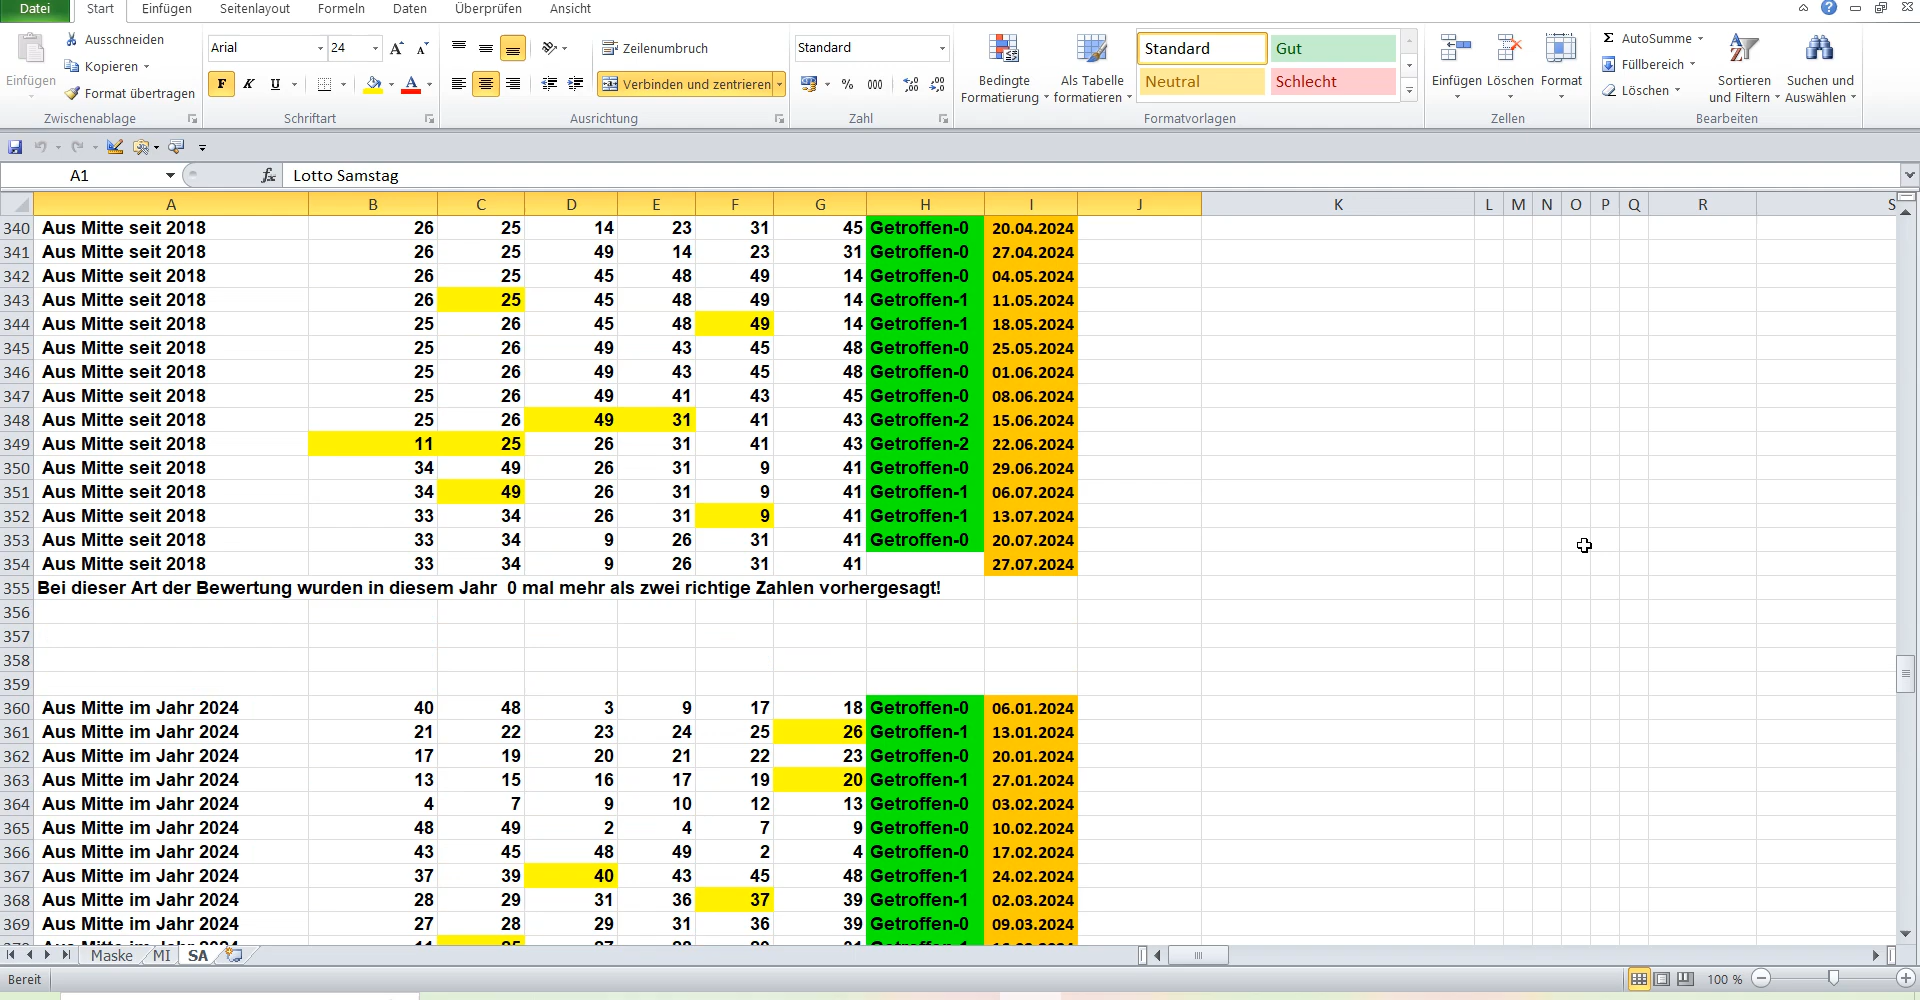 Datei Start Einfügen Seitenlayout Formeln Daten Überprüfen Ansicht
Ausschneiden
Kopieren
Format übertragen
Einfügen
Zwischenablage
Arial 24
F K U
Schriftart
Zeilenumbruch
Verbinden und zentrieren
Ausrichtung
Standard
% 000
Zahl
Bedingte Formatierung
Als Tabelle formatieren
Standard Gut
Neutral Schlecht
Formatvorlagen
Einfügen Löschen Format
Zellen
Σ AutoSumme
Füllbereich
Löschen
Sortieren und Filtern
Suchen und Auswählen
Bearbeiten
A1 fx Lotto Samstag
A B C D E F G H I J K L M N O P Q R S
340 Aus Mitte seit 2018 26 25 14 23 31 45 Getroffen-0 20.04.2024
341 Aus Mitte seit 2018 26 25 49 14 23 31 Getroffen-0 27.04.2024
342 Aus Mitte seit 2018 26 25 45 48 49 14 Getroffen-0 04.05.2024
343 Aus Mitte seit 2018 26 25 45 48 49 14 Getroffen-1 11.05.2024
344 Aus Mitte seit 2018 25 26 45 48 49 14 Getroffen-1 18.05.2024
345 Aus Mitte seit 2018 25 26 49 43 45 48 Getroffen-0 25.05.2024
346 Aus Mitte seit 2018 25 26 49 43 45 48 Getroffen-0 01.06.2024
347 Aus Mitte seit 2018 25 26 49 41 43 45 Getroffen-0 08.06.2024
348 Aus Mitte seit 2018 25 26 49 31 41 43 Getroffen-2 15.06.2024
349 Aus Mitte seit 2018 11 25 26 31 41 43 Getroffen-2 22.06.2024
350 Aus Mitte seit 2018 34 49 26 31 9 41 Getroffen-0 29.06.2024
351 Aus Mitte seit 2018 34 49 26 31 9 41 Getroffen-1 06.07.2024
352 Aus Mitte seit 2018 33 34 26 31 9 41 Getroffen-1 13.07.2024
353 Aus Mitte seit 2018 33 34 9 26 31 41 Getroffen-0 20.07.2024
354 Aus Mitte seit 2018 33 34 9 26 31 41 27.07.2024
355 Bei dieser Art der Bewertung wurden in diesem Jahr 0 mal mehr als zwei richtige Zahlen vorhergesagt!
356
357
358
359
360 Aus Mitte im Jahr 2024 40 48 3 9 17 18 Getroffen-0 06.01.2024
361 Aus Mitte im Jahr 2024 21 22 23 24 25 26 Getroffen-1 13.01.2024
362 Aus Mitte im Jahr 2024 17 19 20 21 22 23 Getroffen-0 20.01.2024
363 Aus Mitte im Jahr 2024 13 15 16 17 19 20 Getroffen-1 27.01.2024
364 Aus Mitte im Jahr 2024 4 7 9 10 12 13 Getroffen-0 03.02.2024
365 Aus Mitte im Jahr 2024 48 49 2 4 7 9 Getroffen-0 10.02.2024
366 Aus Mitte im Jahr 2024 43 45 48 49 2 4 Getroffen-0 17.02.2024
367 Aus Mitte im Jahr 2024 37 39 40 43 45 48 Getroffen-1 24.02.2024
368 Aus Mitte im Jahr 2024 28 29 31 36 37 39 Getroffen-1 02.03.2024
369 Aus Mitte im Jahr 2024 27 28 29 31 36 39 Getroffen-0 09.03.2024
Maske MI SA
Bereit 100 %